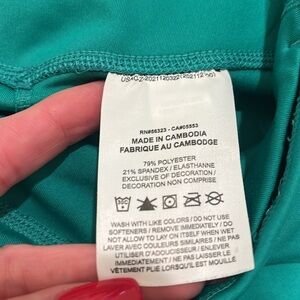 RN#56323 - CA#05553
MADE IN CAMBODIA
FABRIQUE AU CAMBODGE
79% POLYESTER
21% SPANDEX / ELASTHANNE
EXCLUSIVE OF DECORATION /
DECORATION NON COMPRISE
WASH WITH LIKE COLORS / DO NOT USE
SOFTENERS / REMOVE IMMEDIATELY / DO
NOT ALLOW TO LAY ON ITSELF WHEN WET
LAVER AVEC COULEURS SIMILAIRES / NE PAS
UTILISER D'ADOUCISSEUR / ENLEVER
IMMEDIATEMENT / NE PAS LAISSER LE
VÊTEMENT PLIÉ LORSQU'IL EST MOUILLÉ